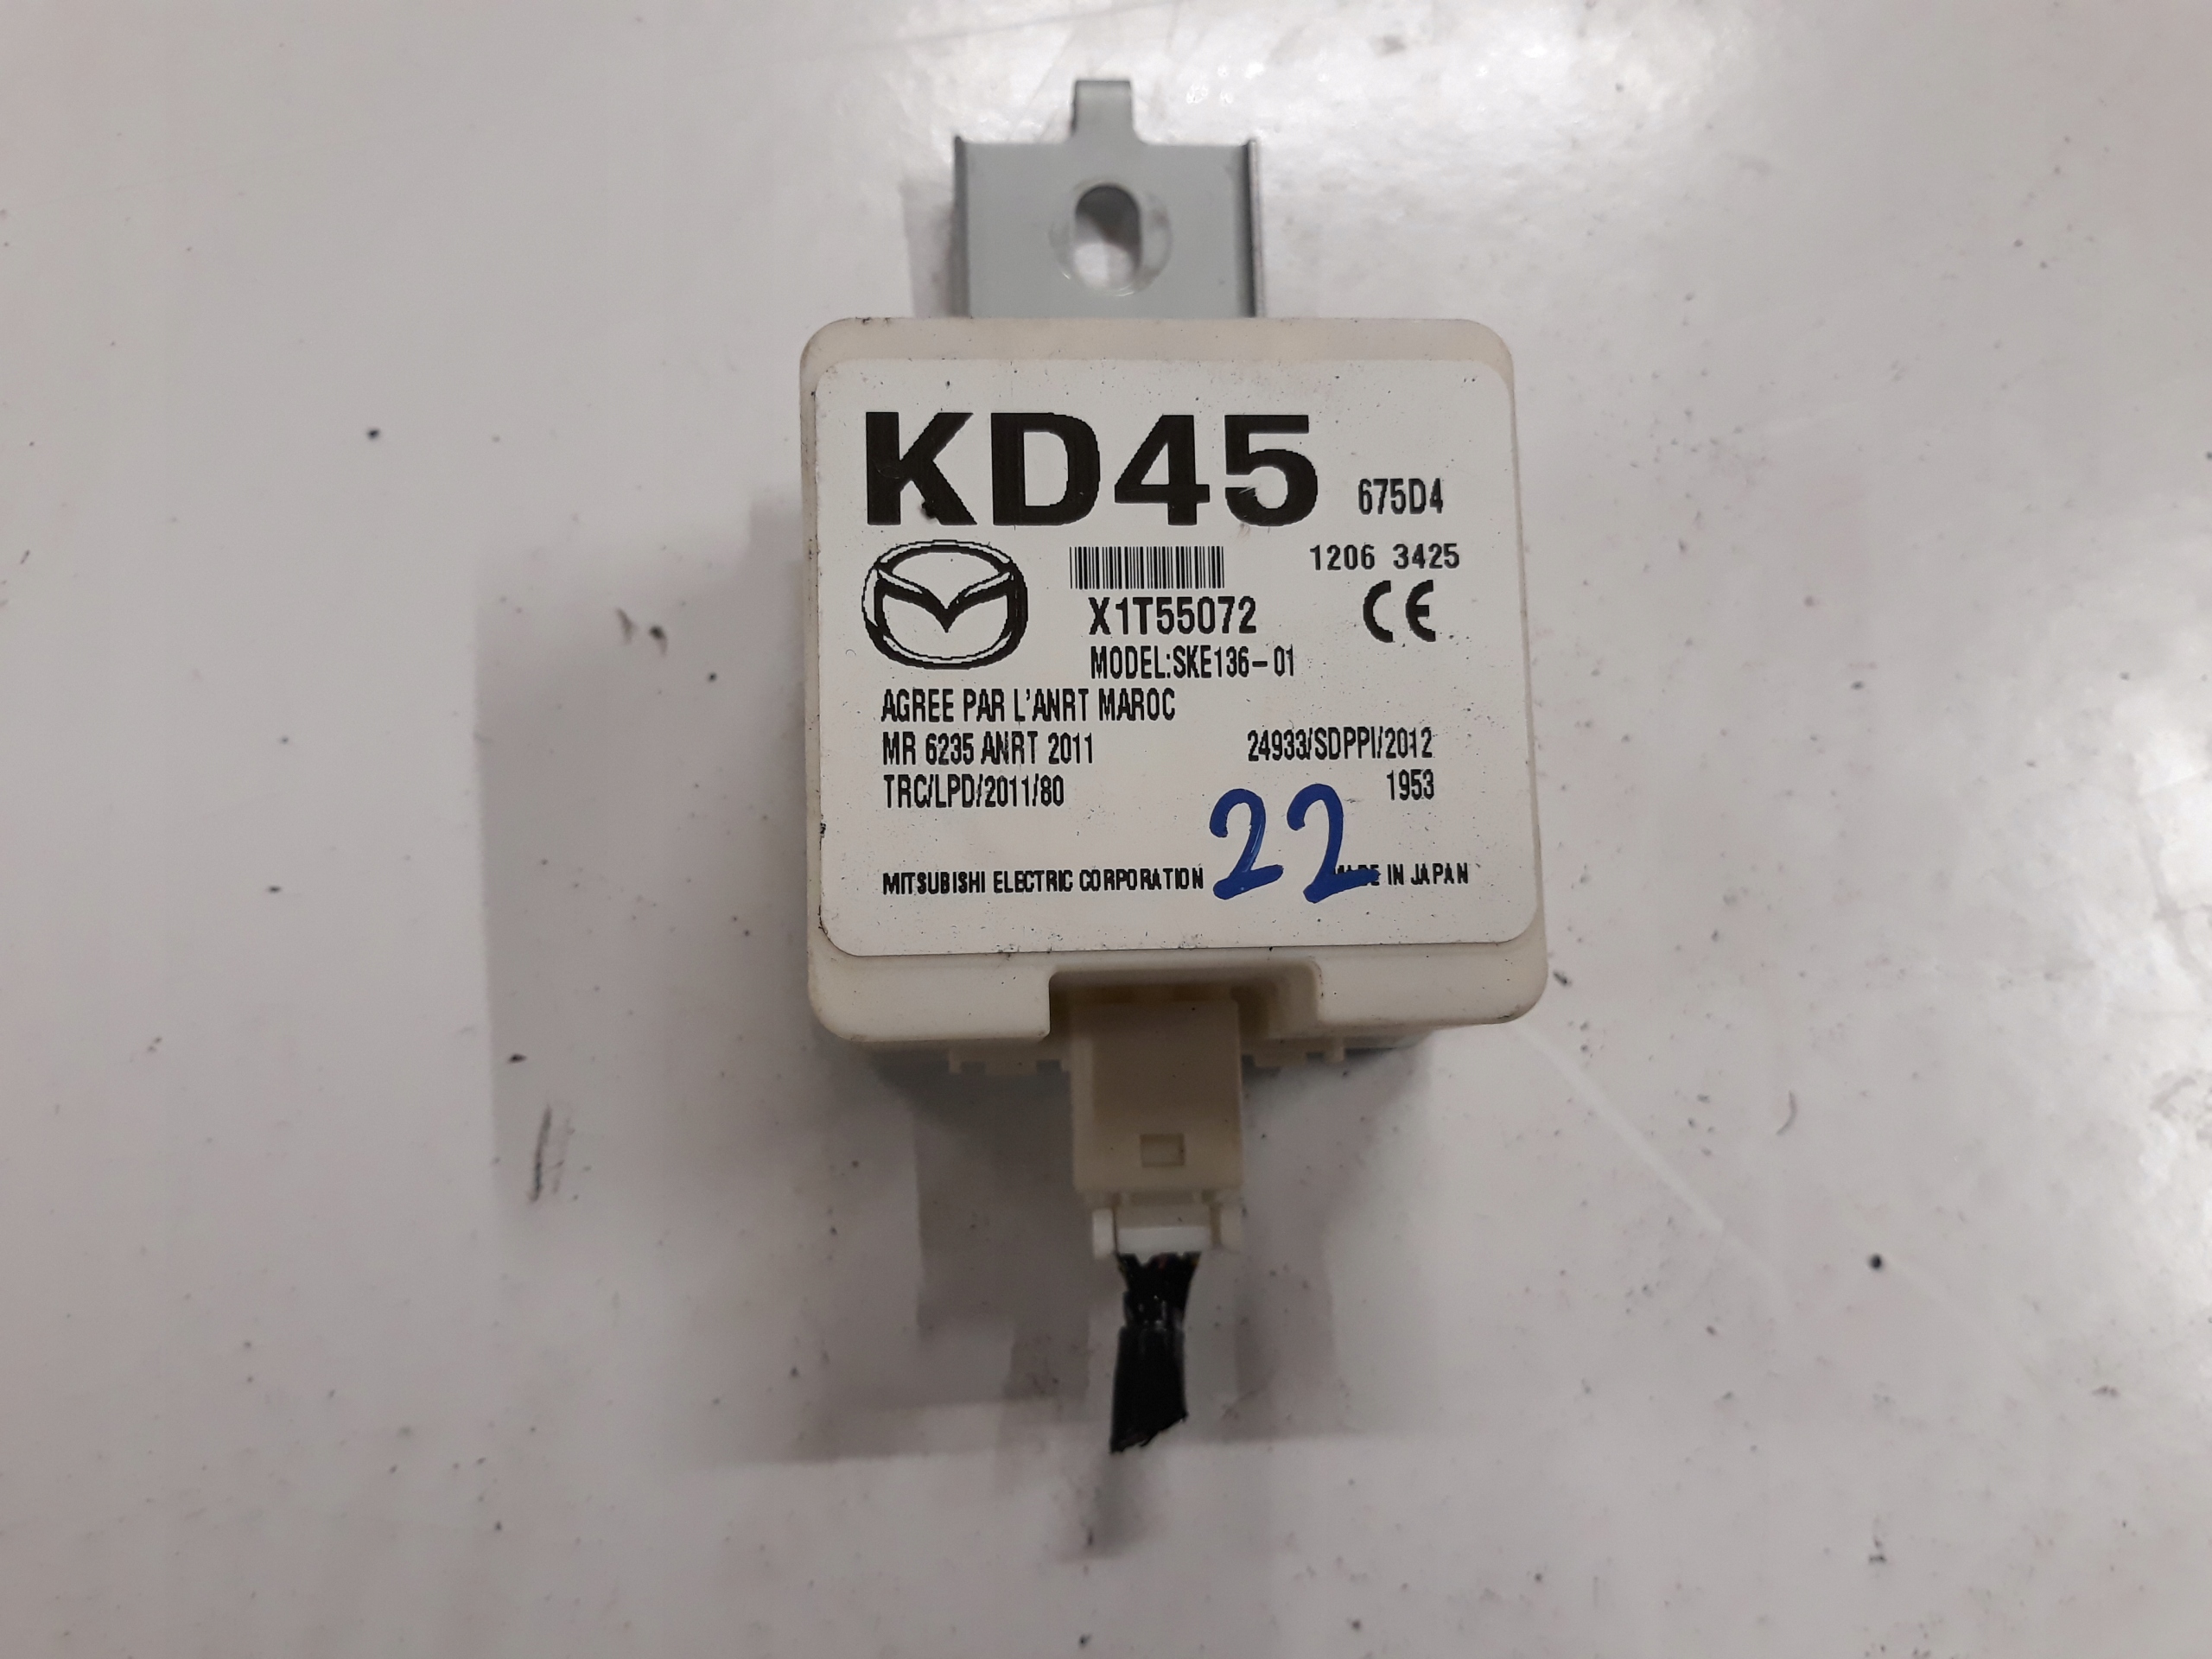 KD45 675D4
1206 3425
X1T55072 CE
MODEL:SKE136-01
AGREE PAR L'ANRT MAROC
MR 6235 ANRT 2011 24933/SDPPI/2012
TRC/LPD/2011/80 1953
22
MITSUBISHI ELECTRIC CORPORATION MADE IN JAPAN